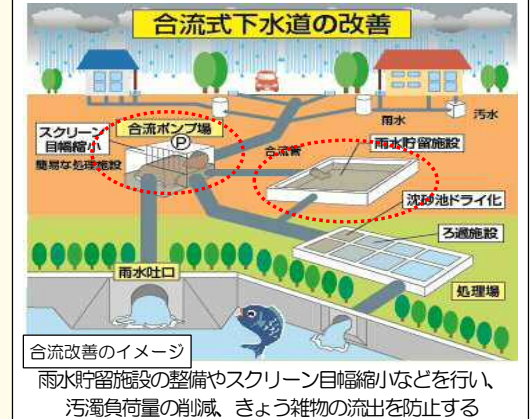 合流式下水道の改善
雨水
汚水
スクリーン
目幅縮小
合流ポンプ場
P
簡易な処理施設
合流管
雨水貯留施設
沈砂池ドライ化
ろ過施設
雨水吐口
処理場
合流改善のイメージ
雨水貯留施設の整備やスクリーン目幅縮小などを行い、
汚濁負荷量の削減、きょう雑物の流出を防止する